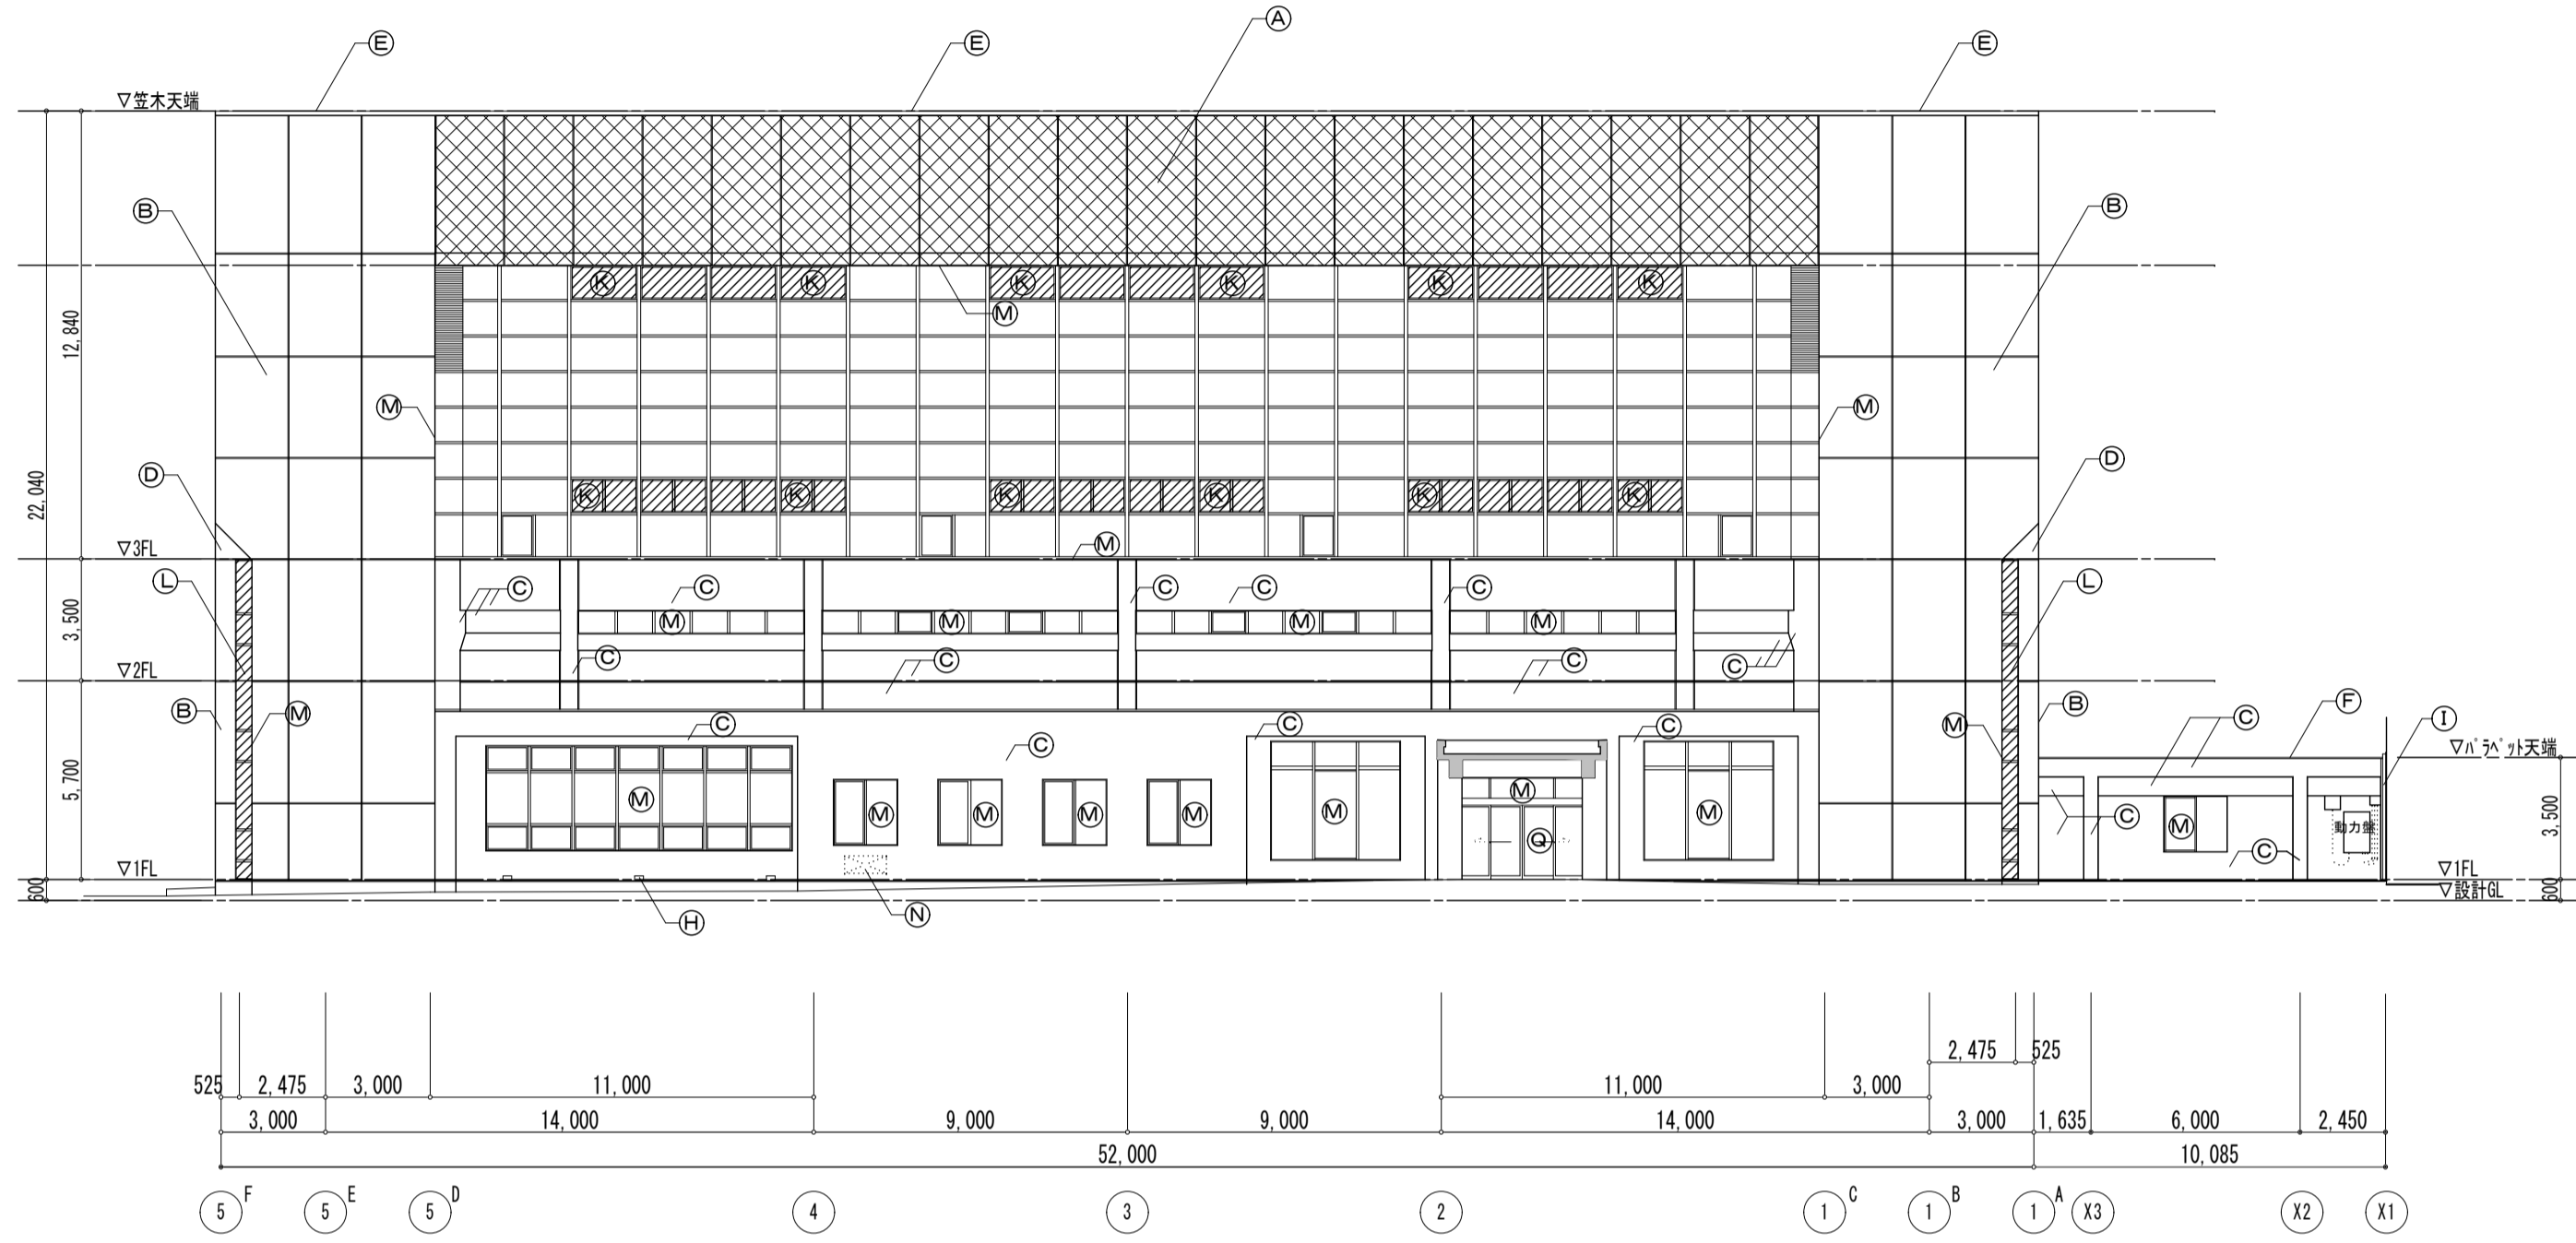 Ⓐ
Ⓔ Ⓔ Ⓔ
▽笠木天端
Ⓑ Ⓑ
Ⓚ Ⓚ Ⓚ Ⓚ Ⓚ Ⓚ
Ⓜ
12,840
Ⓜ Ⓜ
Ⓓ Ⓓ
22,040
Ⓚ Ⓚ Ⓚ Ⓚ Ⓚ Ⓚ
▽3FL
Ⓜ
Ⓛ Ⓛ
Ⓒ Ⓒ Ⓒ Ⓒ Ⓒ
3,500
Ⓜ Ⓜ Ⓜ Ⓜ
Ⓒ Ⓒ Ⓒ Ⓒ
▽2FL
Ⓑ Ⓜ Ⓜ Ⓑ Ⓕ
Ⓒ Ⓒ Ⓒ Ⓒ Ⓘ
Ⓒ
▽パラペット天端
5,700
Ⓜ Ⓜ Ⓜ Ⓜ Ⓜ Ⓜ Ⓜ Ⓜ Ⓜ
Ⓒ
動力盤
3,500
Ⓠ
Ⓒ
▽1FL ▽1FL
600 ▽設計GL 600
Ⓗ Ⓝ
2,475 525
525 2,475 3,000 11,000 11,000 3,000
3,000 14,000 9,000 9,000 14,000 3,000 1,635 6,000 2,450
52,000 10,085
5 F 5 E 5 D 4 3 2 1 C 1 B 1 A X3 X2 X1